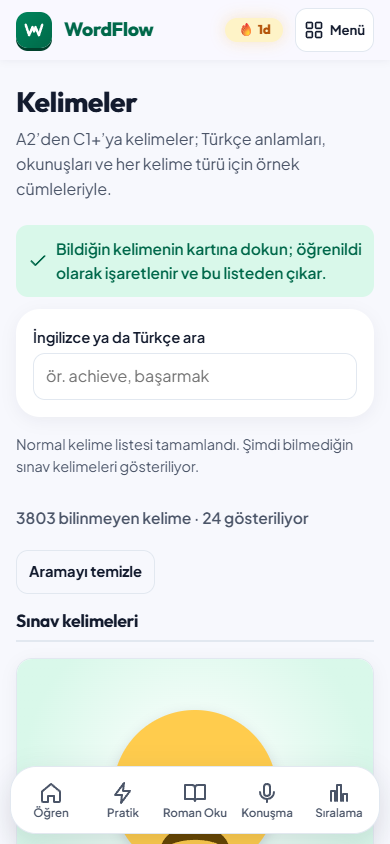 W WordFlow
1d
Menü
Kelimeler
A2’den C1+’ya kelimeler; Türkçe anlamları,
okunuşları ve her kelime türü için örnek
cümleleriyle.
Bildiğin kelimenin kartına dokun; öğrenildi
olarak işaretlenir ve bu listeden çıkar.
İngilizce ya da Türkçe ara
ör. achieve, başarmak
Normal kelime listesi tamamlandı. Şimdi bilmediğin
sınav kelimeleri gösteriliyor.
3803 bilinmeyen kelime · 24 gösteriliyor
Aramayı temizle
Sınav kelimeleri
Öğren
Pratik
Roman Oku
Konuşma
Sıralama